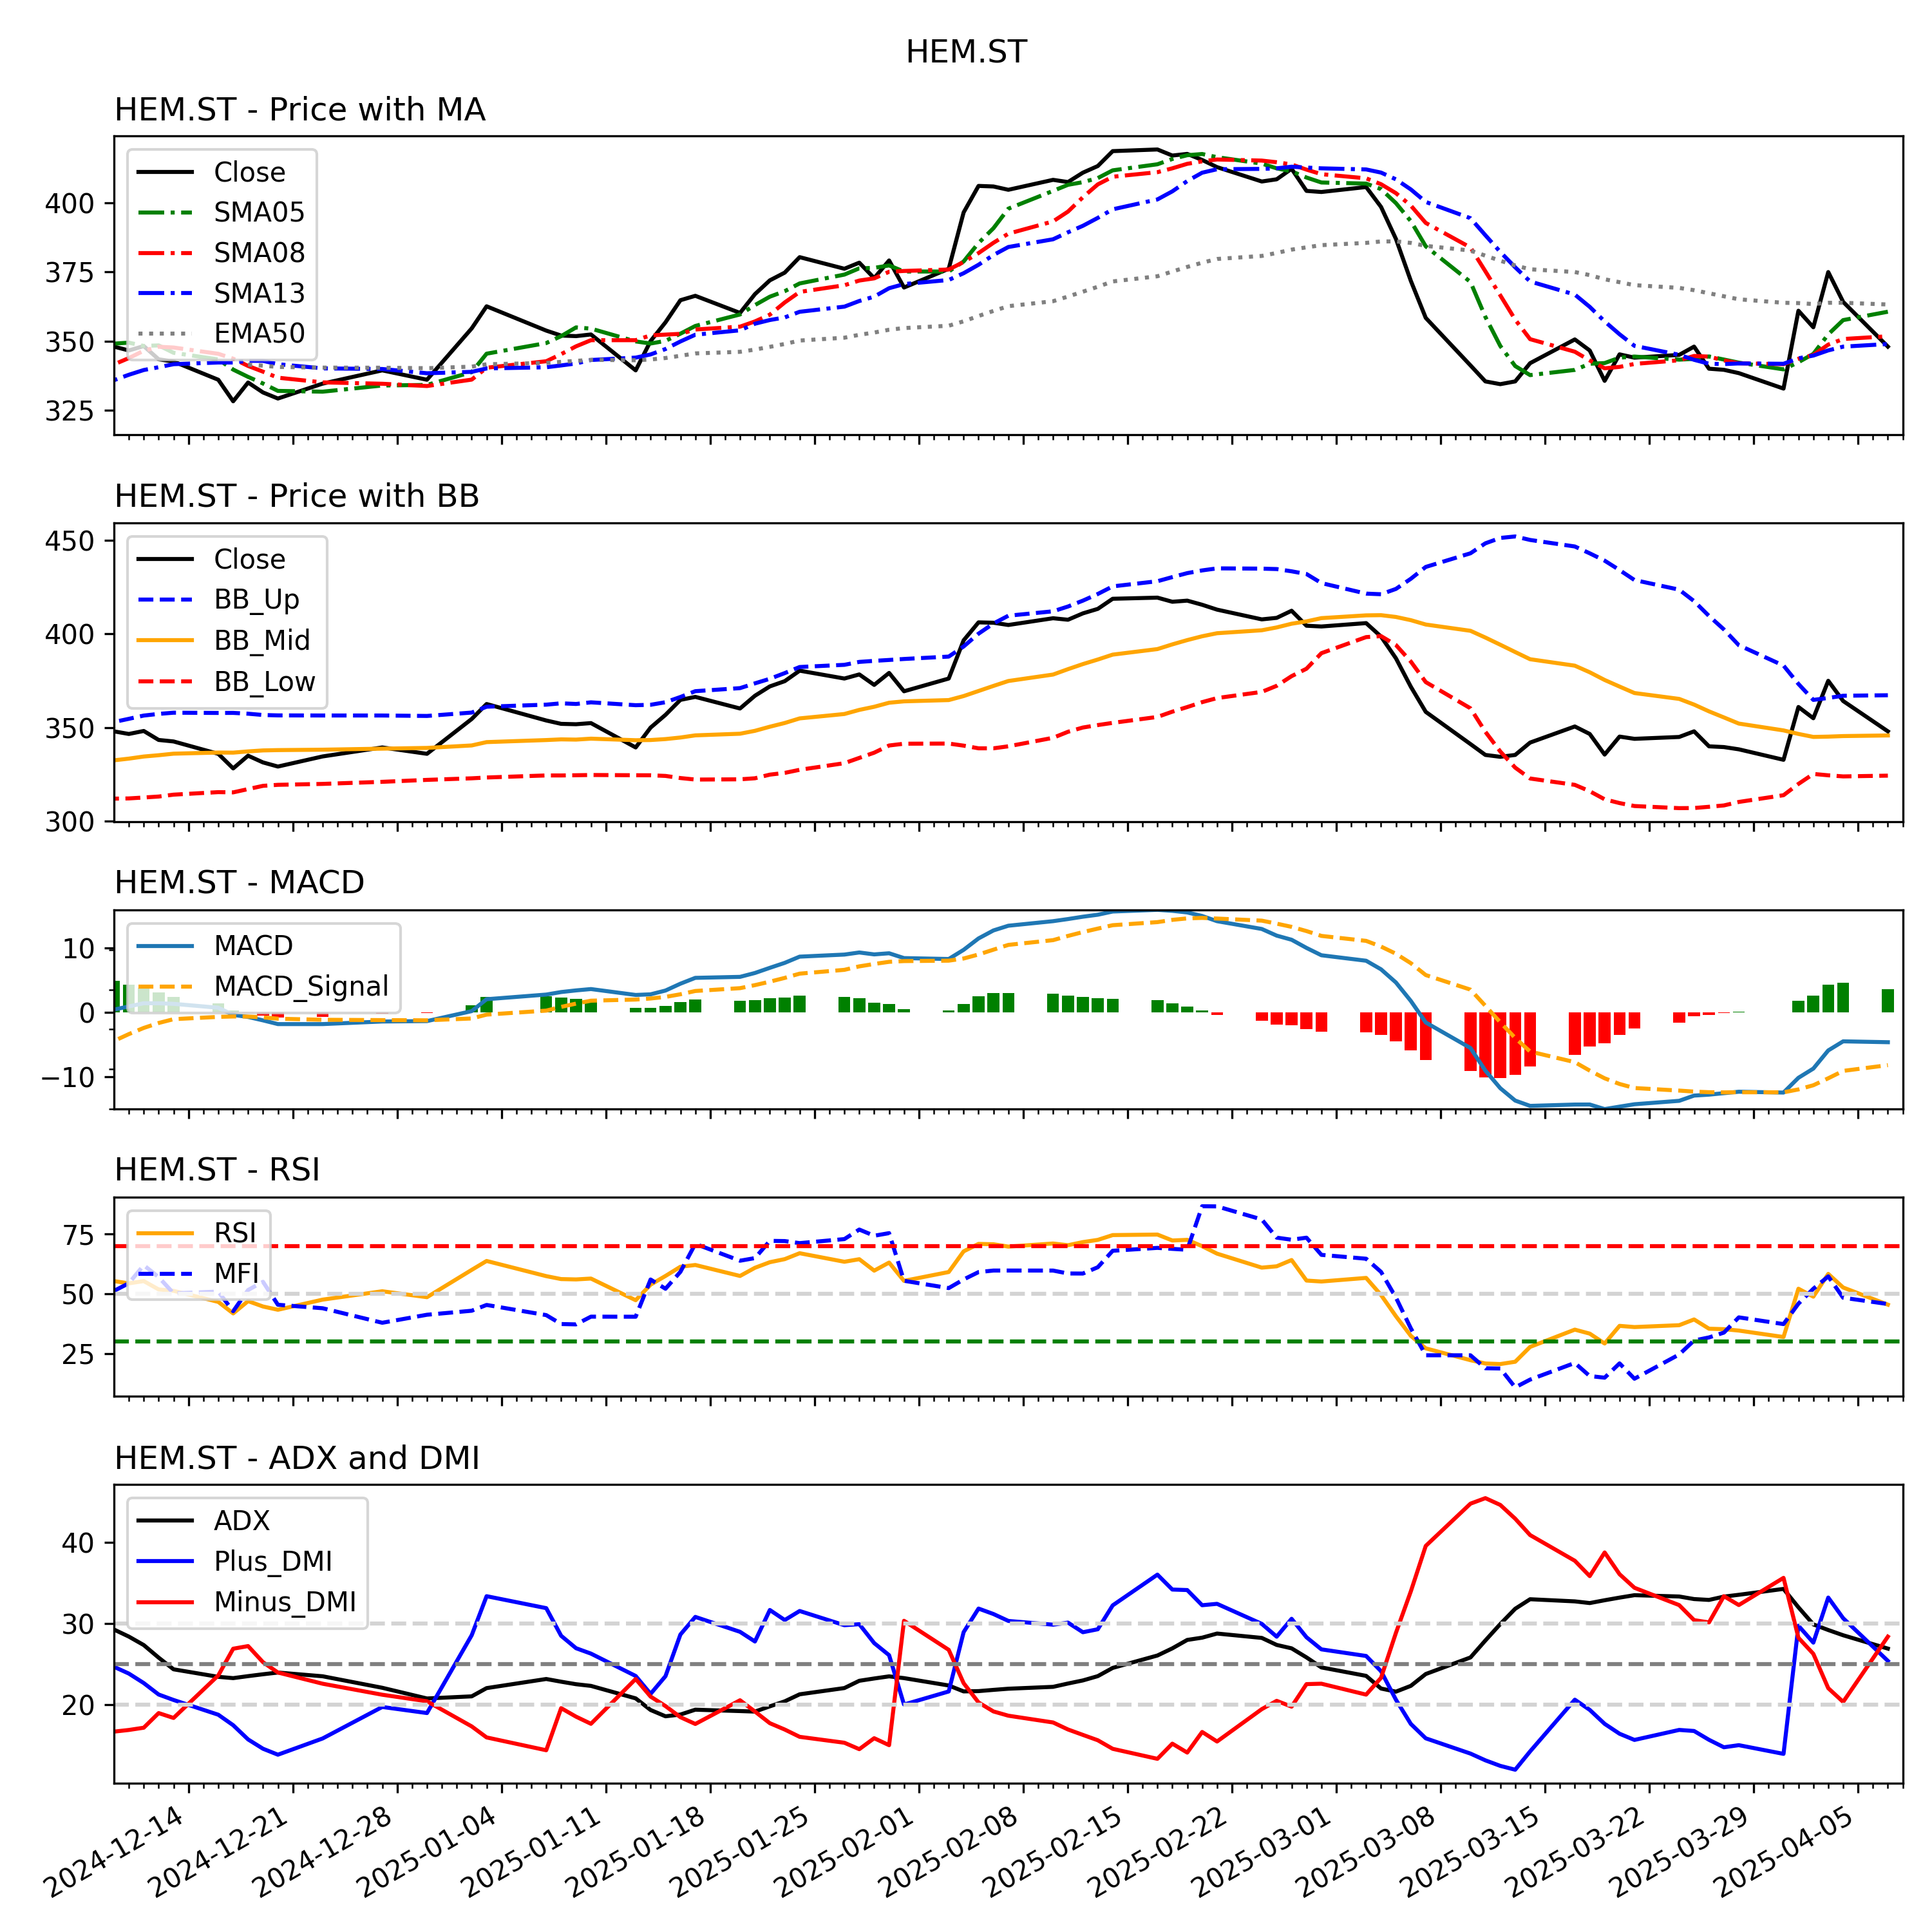 HEM.ST
HEM.ST - Price with MA
Close
SMA05
SMA08
SMA13
EMA50
400
375
350
325
HEM.ST - Price with BB
Close
BB_Up
BB_Mid
BB_Low
450
400
350
300
HEM.ST - MACD
MACD
MACD_Signal
10
0
−10
HEM.ST - RSI
RSI
MFI
75
50
25
HEM.ST - ADX and DMI
ADX
Plus_DMI
Minus_DMI
40
30
20
2024-12-14
2024-12-21
2024-12-28
2025-01-04
2025-01-11
2025-01-18
2025-01-25
2025-02-01
2025-02-08
2025-02-15
2025-02-22
2025-03-01
2025-03-08
2025-03-15
2025-03-22
2025-03-29
2025-04-05